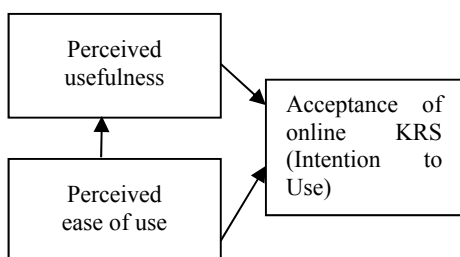 Perceived
usefulness
Acceptance of
online KRS
(Intention to
Use)
Perceived
ease of use